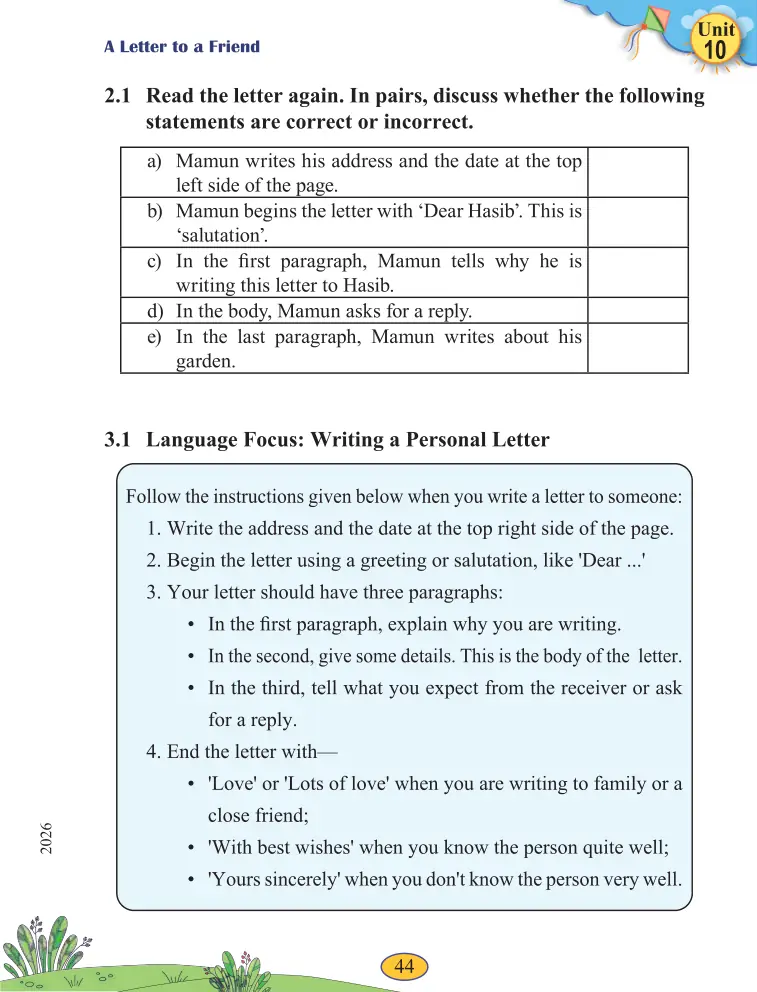 A Letter to a Friend
Unit
10
2.1 Read the letter again. In pairs, discuss whether the following
statements are correct or incorrect.
a) Mamun writes his address and the date at the top
left side of the page.
b) Mamun begins the letter with ‘Dear Hasib’. This is
‘salutation’.
c) In the first paragraph, Mamun tells why he is
writing this letter to Hasib.
d) In the body, Mamun asks for a reply.
e) In the last paragraph, Mamun writes about his
garden.
3.1 Language Focus: Writing a Personal Letter
Follow the instructions given below when you write a letter to someone:
1. Write the address and the date at the top right side of the page.
2. Begin the letter using a greeting or salutation, like 'Dear ...'
3. Your letter should have three paragraphs:
• In the first paragraph, explain why you are writing.
• In the second, give some details. This is the body of the letter.
• In the third, tell what you expect from the receiver or ask
for a reply.
4. End the letter with—
• 'Love' or 'Lots of love' when you are writing to family or a
close friend;
• 'With best wishes' when you know the person quite well;
• 'Yours sincerely' when you don't know the person very well.
2026
44